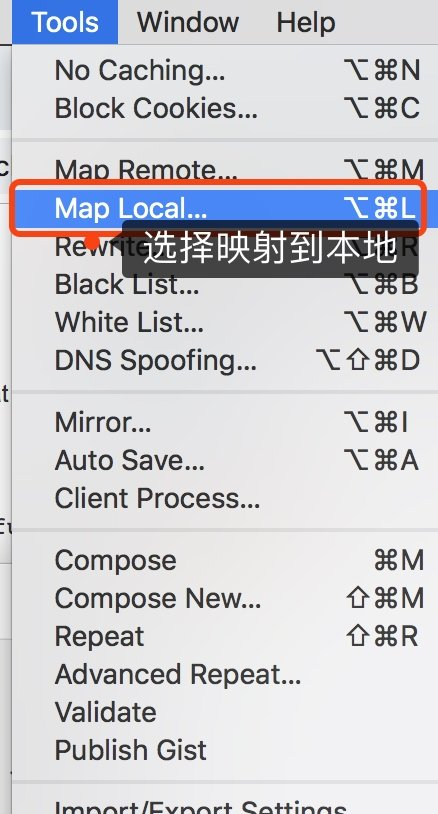 Tools Window Help
No Caching... ⌥⌘N
Block Cookies... ⌥⌘C
Map Remote... ⌥⌘M
Map Local... ⌥⌘L
选择映射到本地
Rewrite... ⌥⌘R
Black List... ⌥⌘B
White List... ⌥⌘W
DNS Spoofing... ⌥⇧⌘D
Mirror... ⌥⌘I
Auto Save... ⌥⌘A
Client Process...
Compose ⌘M
Compose New... ⇧⌘M
Repeat ⇧⌘R
Advanced Repeat...
Validate
Publish Gist
Import/Export Settings